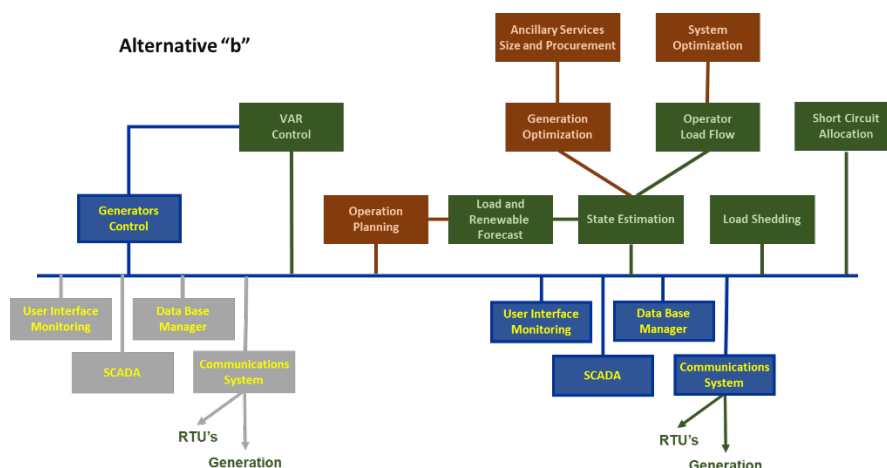 Alternative “b”
Ancillary Services
Size and Procurement
System
Optimization
VAR
Control
Generation
Optimization
Operator
Load Flow
Short Circuit
Allocation
Generators
Control
Operation
Planning
Load and
Renewable
Forecast
State Estimation
Load Shedding
User Interface
Monitoring
Data Base
Manager
SCADA
Communications
System
RTU's
Generation
User Interface
Monitoring
Data Base
Manager
SCADA
Communications
System
RTU's
Generation